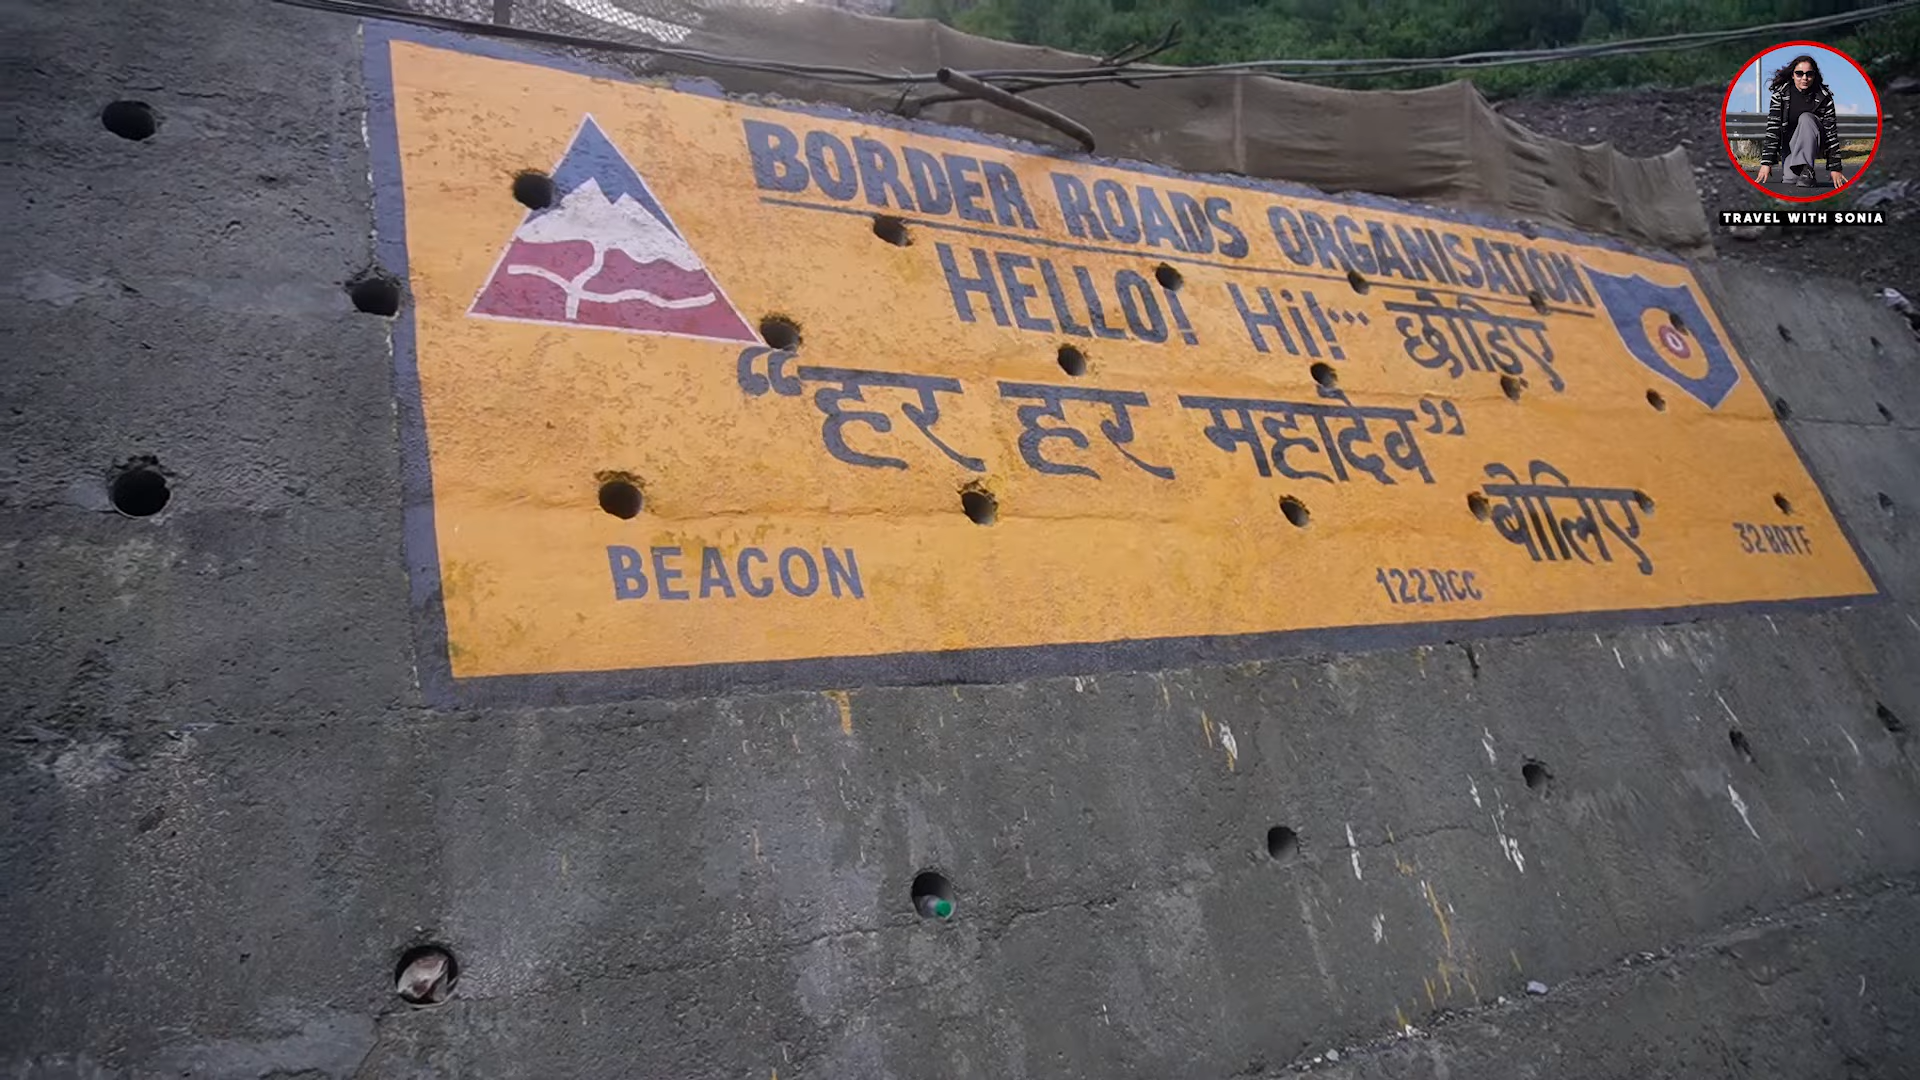 BORDER ROADS ORGANISATION
HELLO! Hi!... छोड़िए
“हर हर महादेव”
बोलिए
BEACON
122 RCC
32 BRTF
TRAVEL WITH SONIA